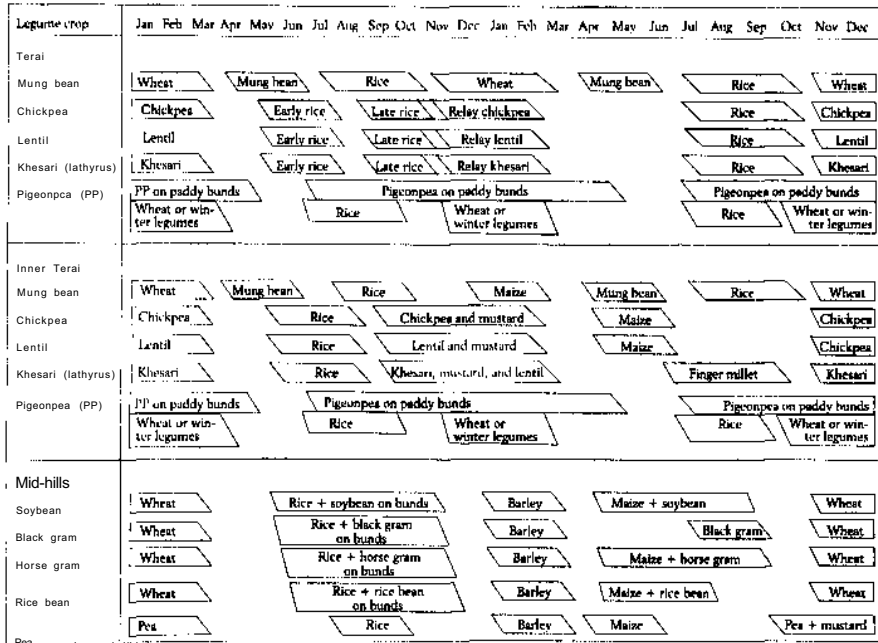 Legume crop Jan Feb Mar Apr May Jun Jul Aug Sep Oct Nov Dec Jan Feb Mar Apr May Jun Jul Aug Sep Oct Nov Dec
Terai
Mung bean Wheat Mung bean Rice Wheat Mung bean Rice Wheat
Chickpea Chickpea Early rice Late rice Relay chickpea Rice Chickpea
Lentil Lentil Early rice Late rice Relay lentil Rice Lentil
Khesari (lathyrus) Khesari Early rice Late rice Relay khesari Rice Khesari
Pigeonpca (PP) PP on paddy bunds Pigeonpea on paddy bunds Pigeonpea on paddy bunds
Wheat or win- Rice Wheat or Rice Wheat or win-
ter legumes winter legumes ter legumes
Inner Terai
Mung bean Wheat Mung bean Rice Maize Mung bean Rice Wheat
Chickpea Chickpea Rice Chickpea and mustard Maize Chickpea
Lentil Lentil Rice Lentil and mustard Maize Chickpea
Khesari (lathyrus) Khesari Rice Khesari, mustard, and lentil Finger millet Khesari
Pigeonpea (PP) PP on paddy bunds Pigeonpea on paddy bunds Pigeonpea on paddy bunds
Wheat or win- Rice Wheat or Rice Wheat or win-
ter legumes winter legumes ter legumes
Mid-hills
Soybean Wheat Rice + soybean on bunds Barley Maize + soybean Wheat
Black gram Wheat Rice + black gram Barley Black gram Wheat
on bunds
Horse gram Wheat Rice + horse gram Barley Maize + horse gram Wheat
on bunds
Rice bean Wheat Rice + rice bean Barley Maize + rice bean Wheat
on bunds
Pea Pea Rice Barley Maize Pea + mustard